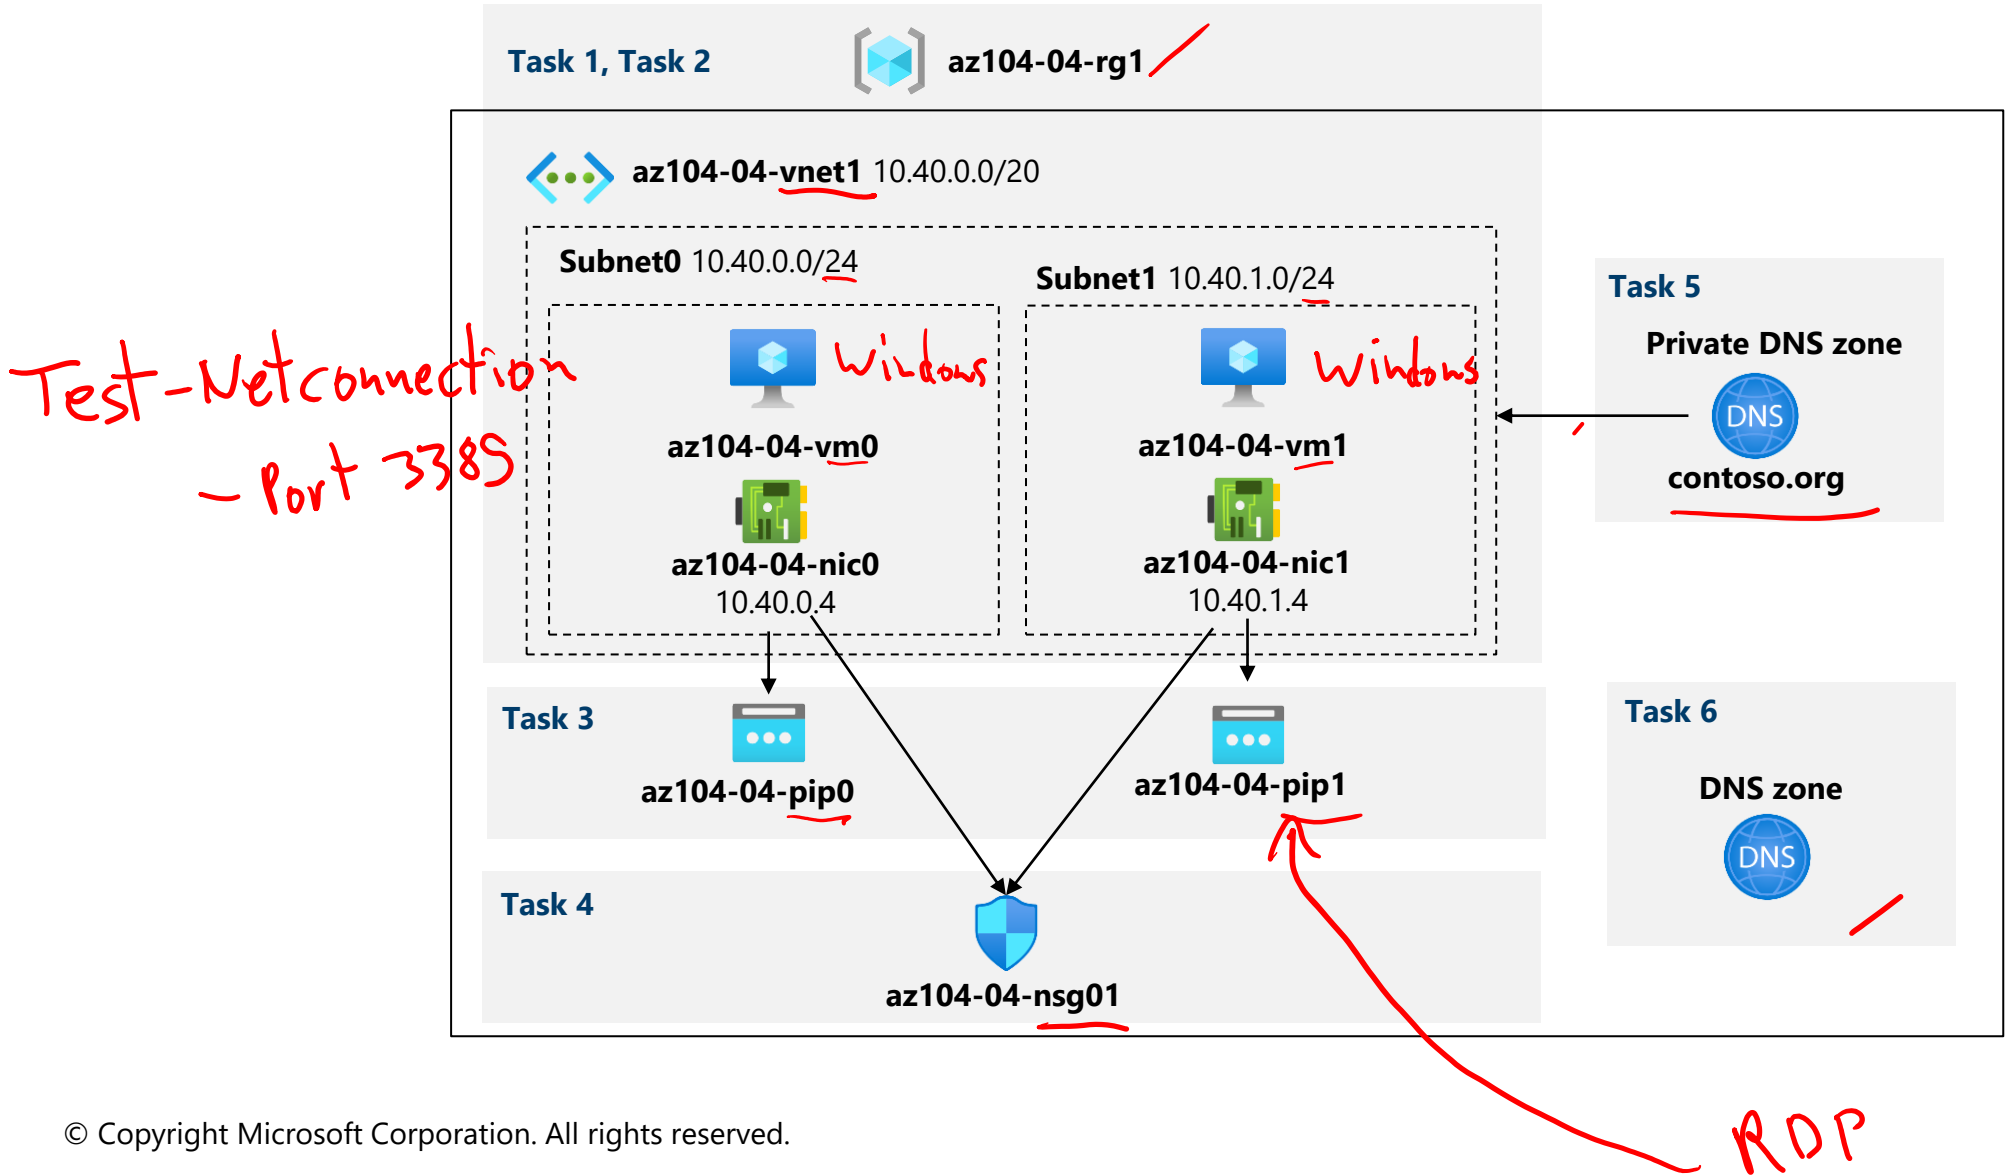 Task 1, Task 2
az104-04-rg1
az104-04-vnet1 10.40.0.0/20
Subnet0 10.40.0.0/24
Subnet1 10.40.1.0/24
Windows
Windows
az104-04-vm0
az104-04-vm1
az104-04-nic0
az104-04-nic1
10.40.0.4
10.40.1.4
Test-Netconnection
- Port 3389
Task 5
Private DNS zone
DNS
contoso.org
Task 3
az104-04-pip0
az104-04-pip1
Task 6
DNS zone
DNS
Task 4
az104-04-nsg01
RDP
© Copyright Microsoft Corporation. All rights reserved.